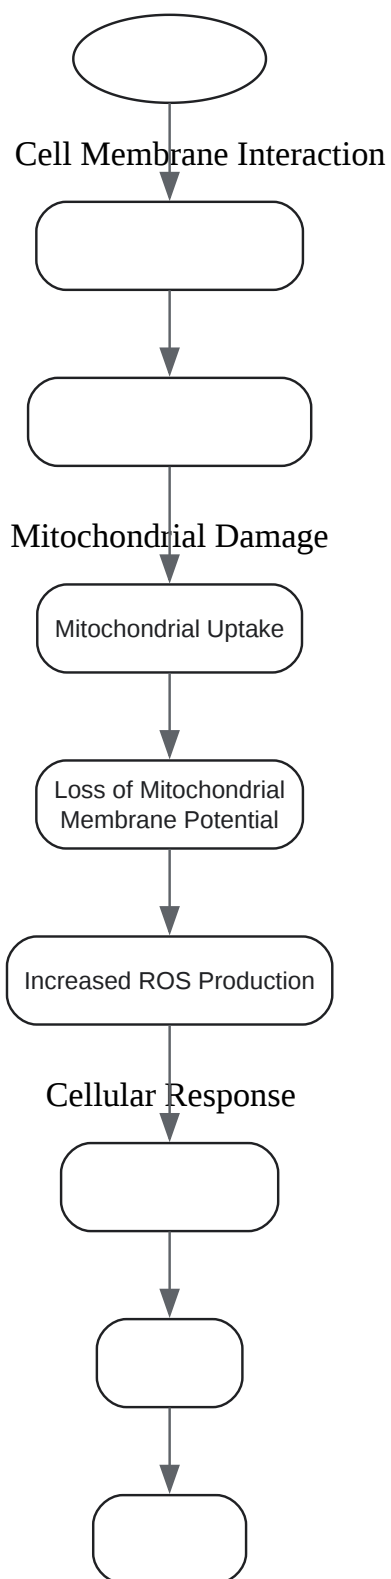 Cell Membrane Interaction
Mitochondrial Damage
Mitochondrial Uptake
Loss of Mitochondrial
Membrane Potential
Increased ROS Production
Cellular Response